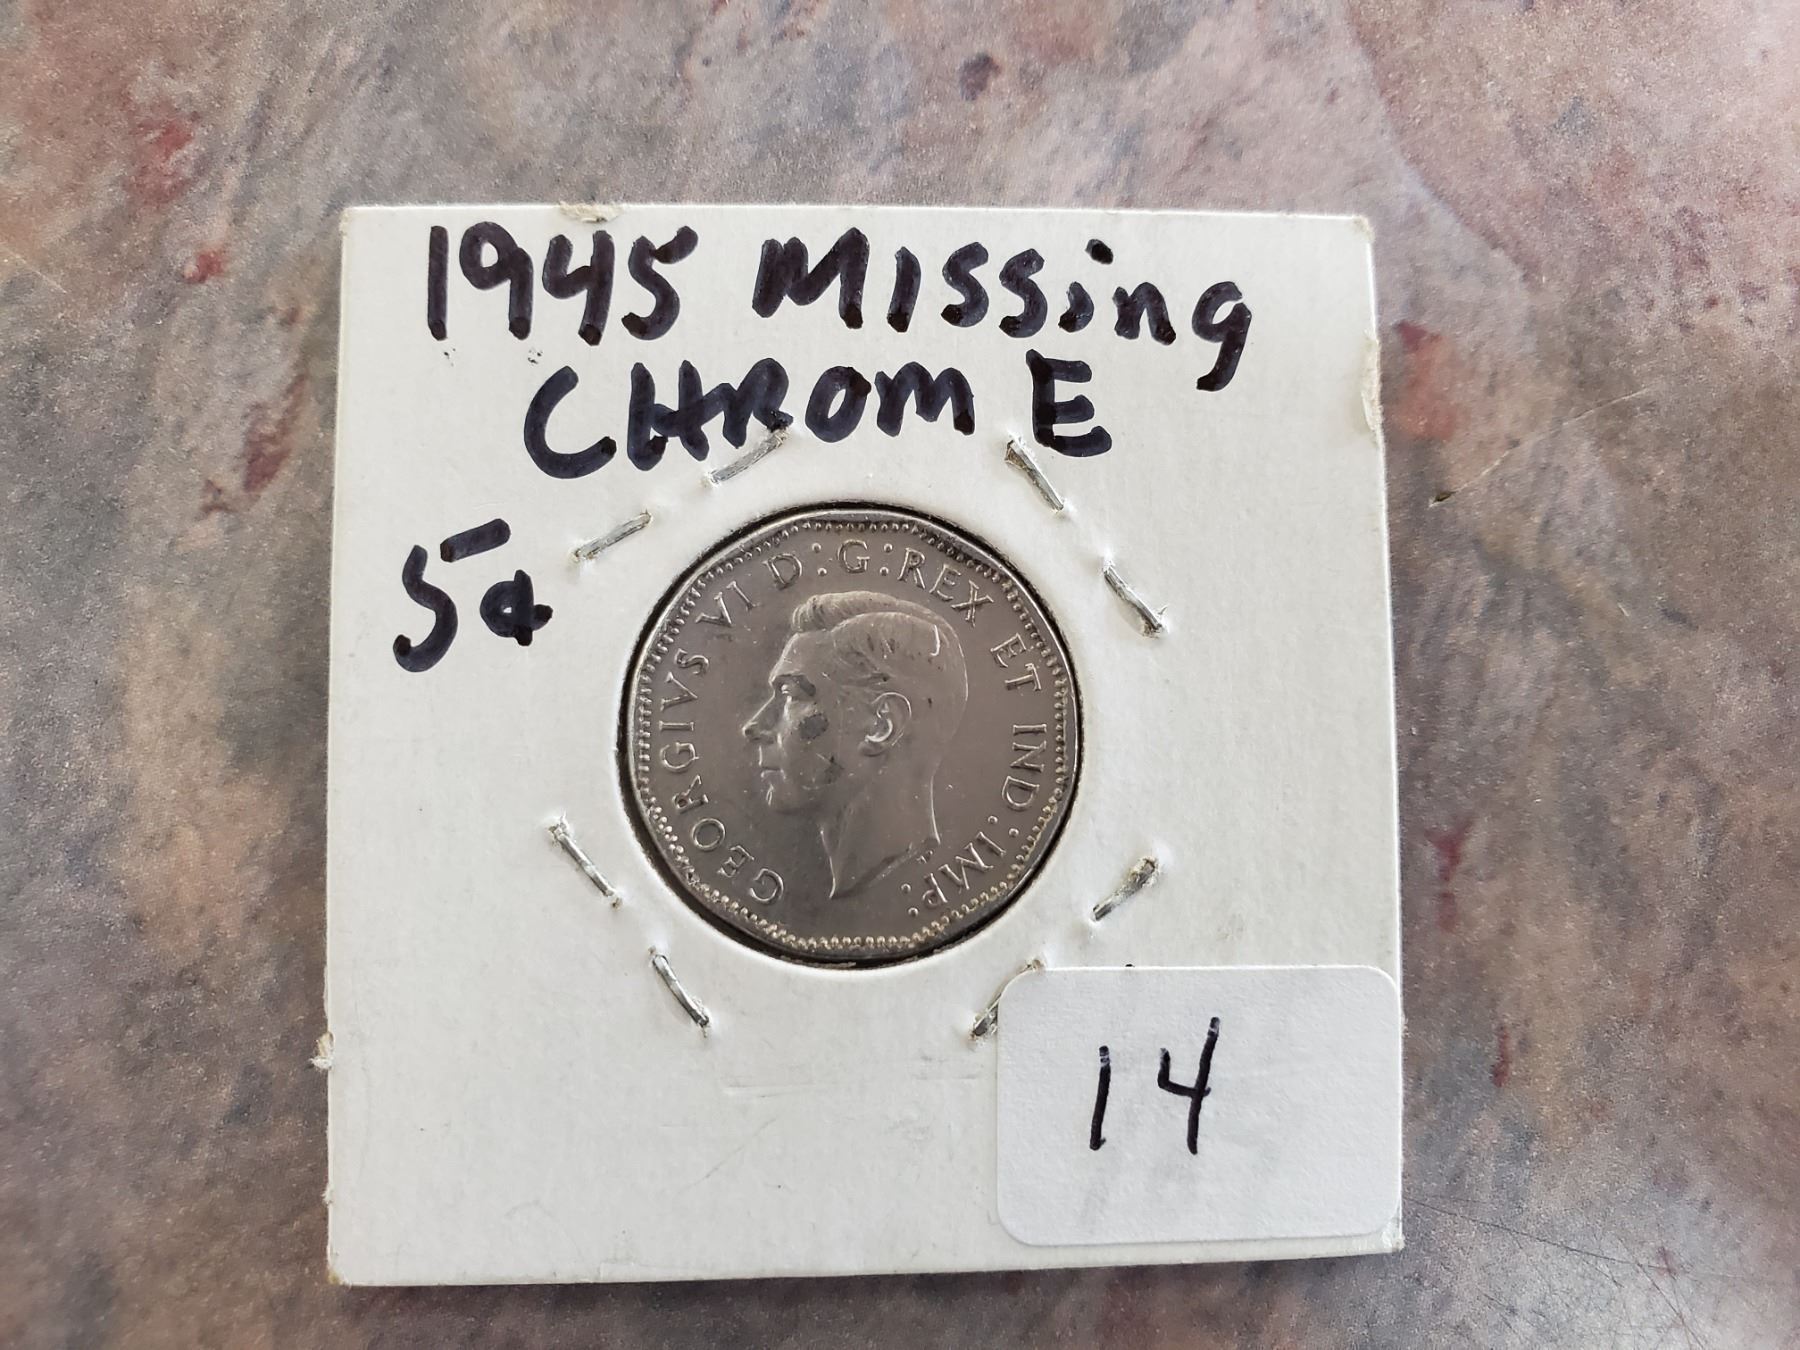 1945 Missing
CHROME
5¢
GEORGIVS VI D:G:REX ET IND:IMP:
14